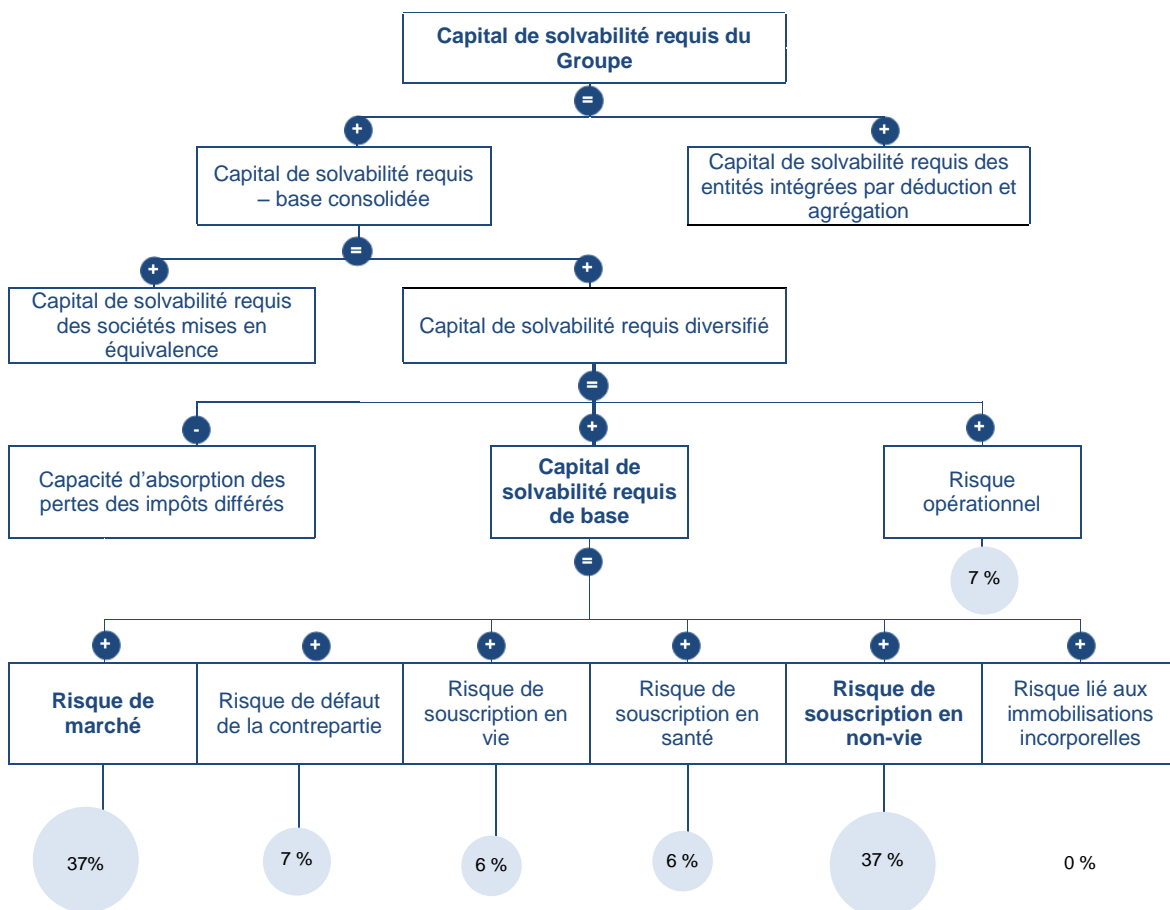 Capital de solvabilité requis du
Groupe
=
+
+
Capital de solvabilité requis
– base consolidée
Capital de solvabilité requis des
entités intégrées par déduction et
agrégation
=
+
+
Capital de solvabilité requis
des sociétés mises en
équivalence
Capital de solvabilité requis diversifié
=
-
+
+
Capacité d'absorption des
pertes des impôts différés
Capital de
solvabilité requis
de base
Risque
opérationnel
=
7 %
+
+
+
+
+
+
Risque de
marché
Risque de défaut
de la contrepartie
Risque de
souscription en
vie
Risque de
souscription en
santé
Risque de
souscription en
non-vie
Risque lié aux
immobilisations
incorporelles
37%
7 %
6 %
6 %
37 %
0 %